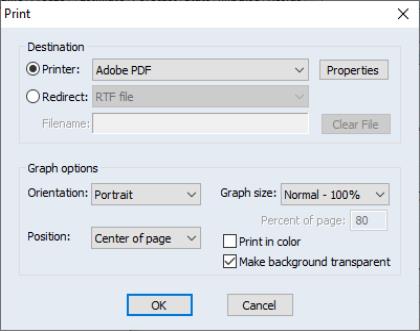 Print
Destination
Printer: Adobe PDF Properties
Redirect: RTF file
Filename: Clear File
Graph options
Orientation: Portrait Graph size: Normal - 100%
Percent of page: 80
Position: Center of page Print in color
Make background transparent
OK Cancel